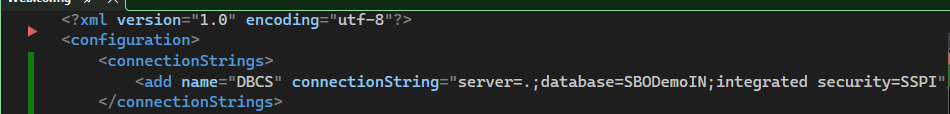 Web.config
<?xml version="1.0" encoding="utf-8"?>
<configuration>
<connectionStrings>
<add name="DBCS" connectionString="server=.;database=SBODemoIN;integrated security=SSPI"
</connectionStrings>